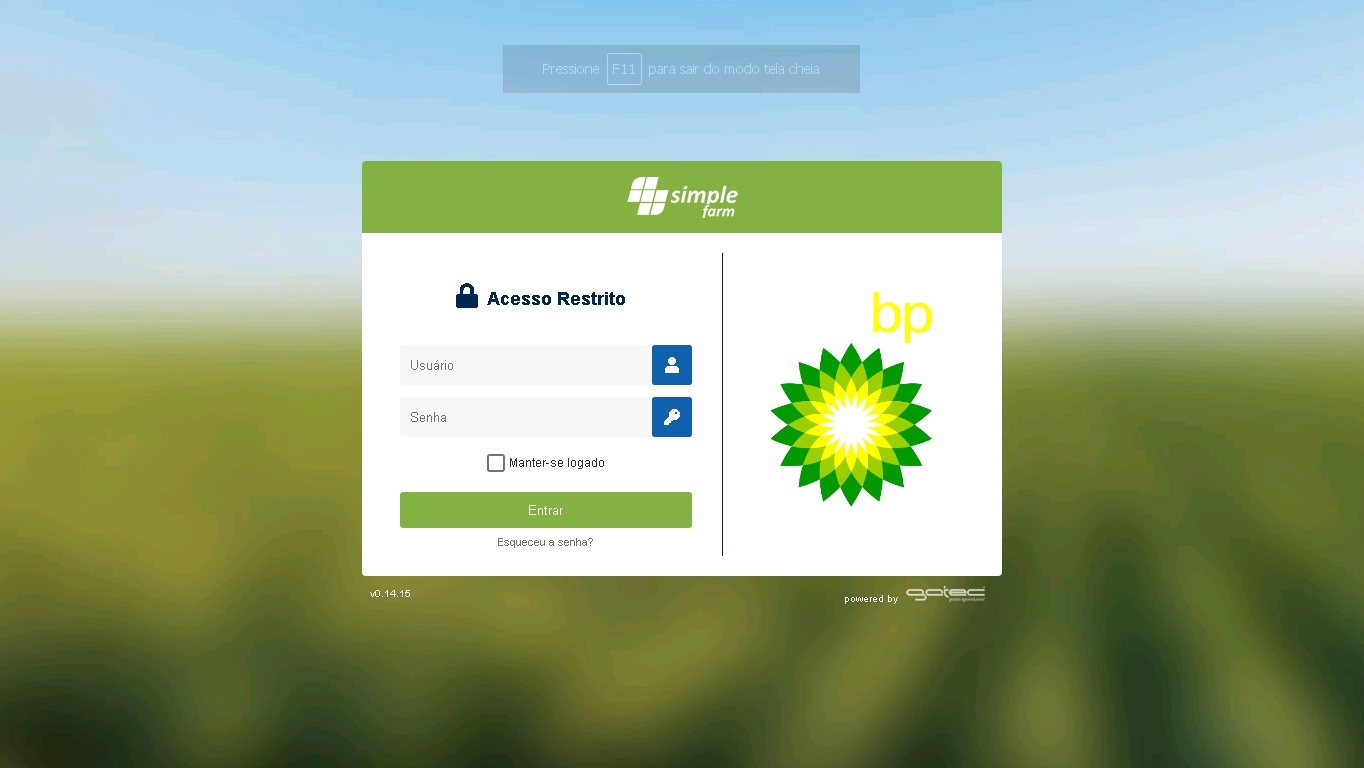 Pressione F11 para sair do modo tela cheia
simple
farm
Acesso Restrito
bp
Usuário
Senha
Manter-se logado
Entrar
Esqueceu a senha?
v0.14.15
powered by gatec